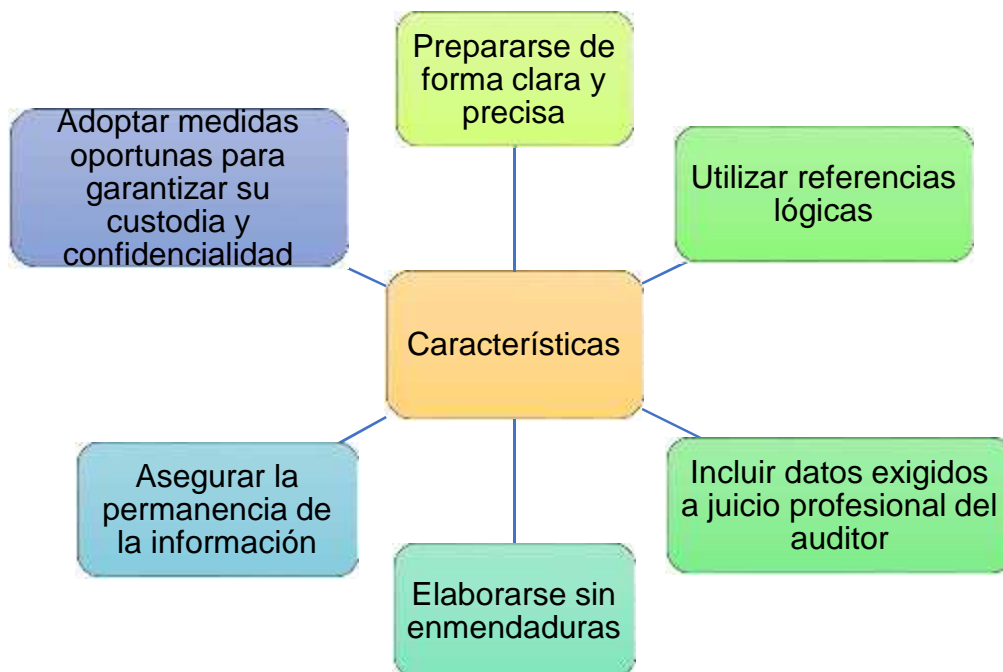 Prepararse de
forma clara y
precisa
Adoptar medidas
oportunas para
garantizar su
custodia y
confidencialidad
Utilizar referencias
lógicas
Características
Asegurar la
permanencia de
la información
Incluir datos exigidos
a juicio profesional del
auditor
Elaborarse sin
enmendaduras